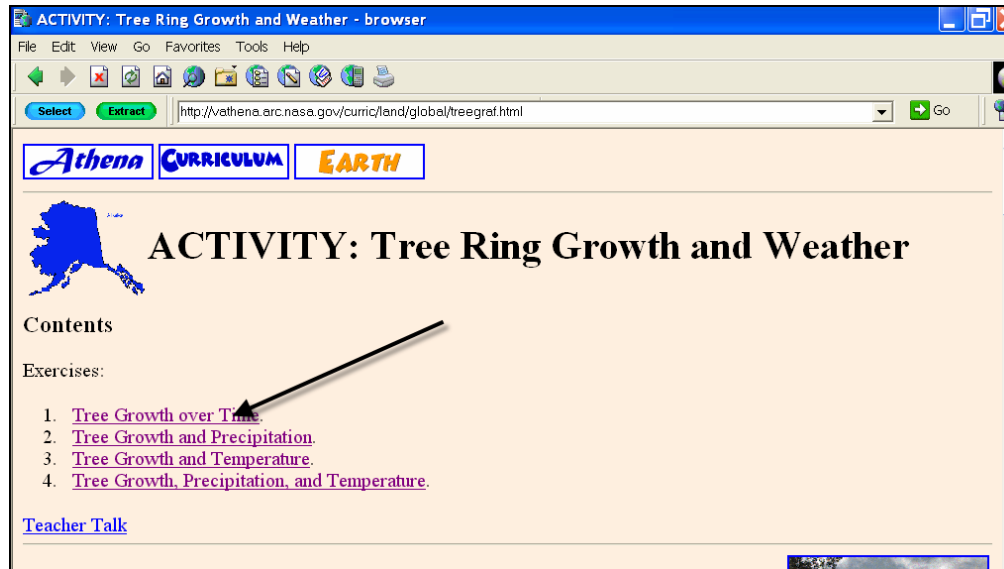 ACTIVITY: Tree Ring Growth and Weather - browser
File Edit View Go Favorites Tools Help
Select Extract http://vathena.arc.nasa.gov/curric/land/global/treegraf.html Go
Athena CURRICULUM EARTH
ACTIVITY: Tree Ring Growth and Weather
Contents
Exercises:
1. Tree Growth over Time.
2. Tree Growth and Precipitation.
3. Tree Growth and Temperature.
4. Tree Growth, Precipitation, and Temperature.
Teacher Talk